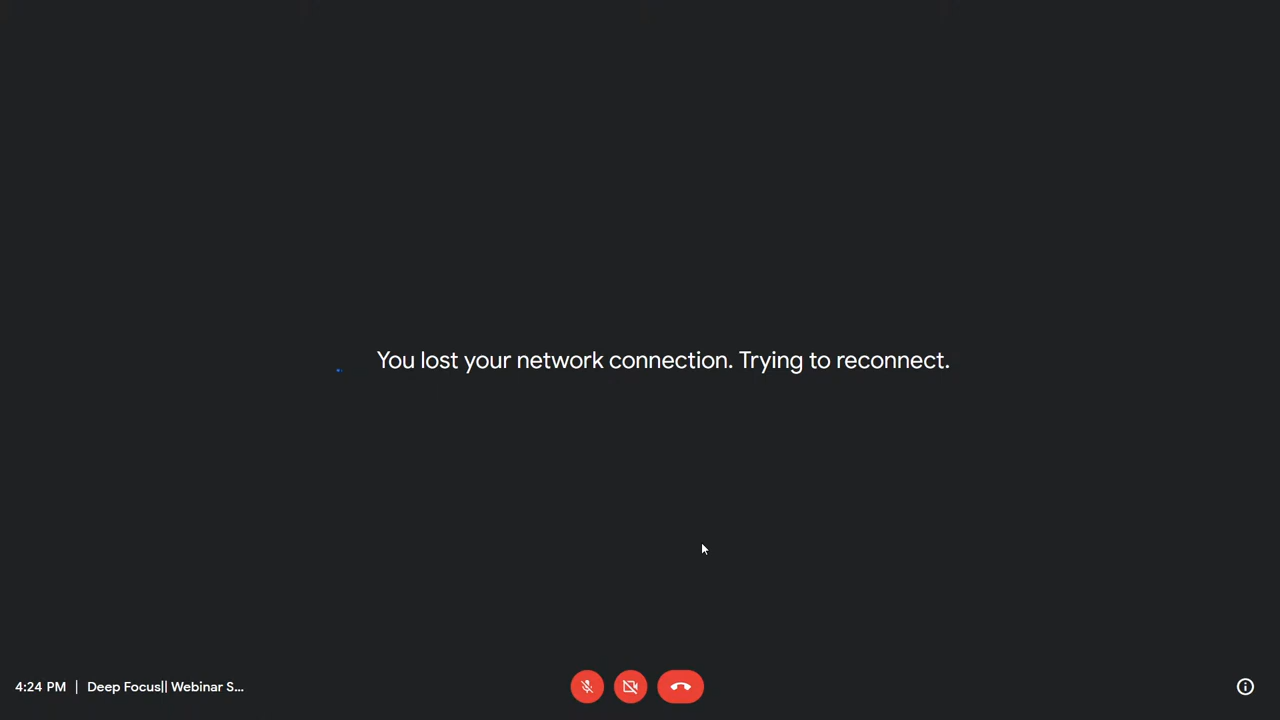 You lost your network connection. Trying to reconnect.
4:24 PM | Deep Focus|| Webinar S...